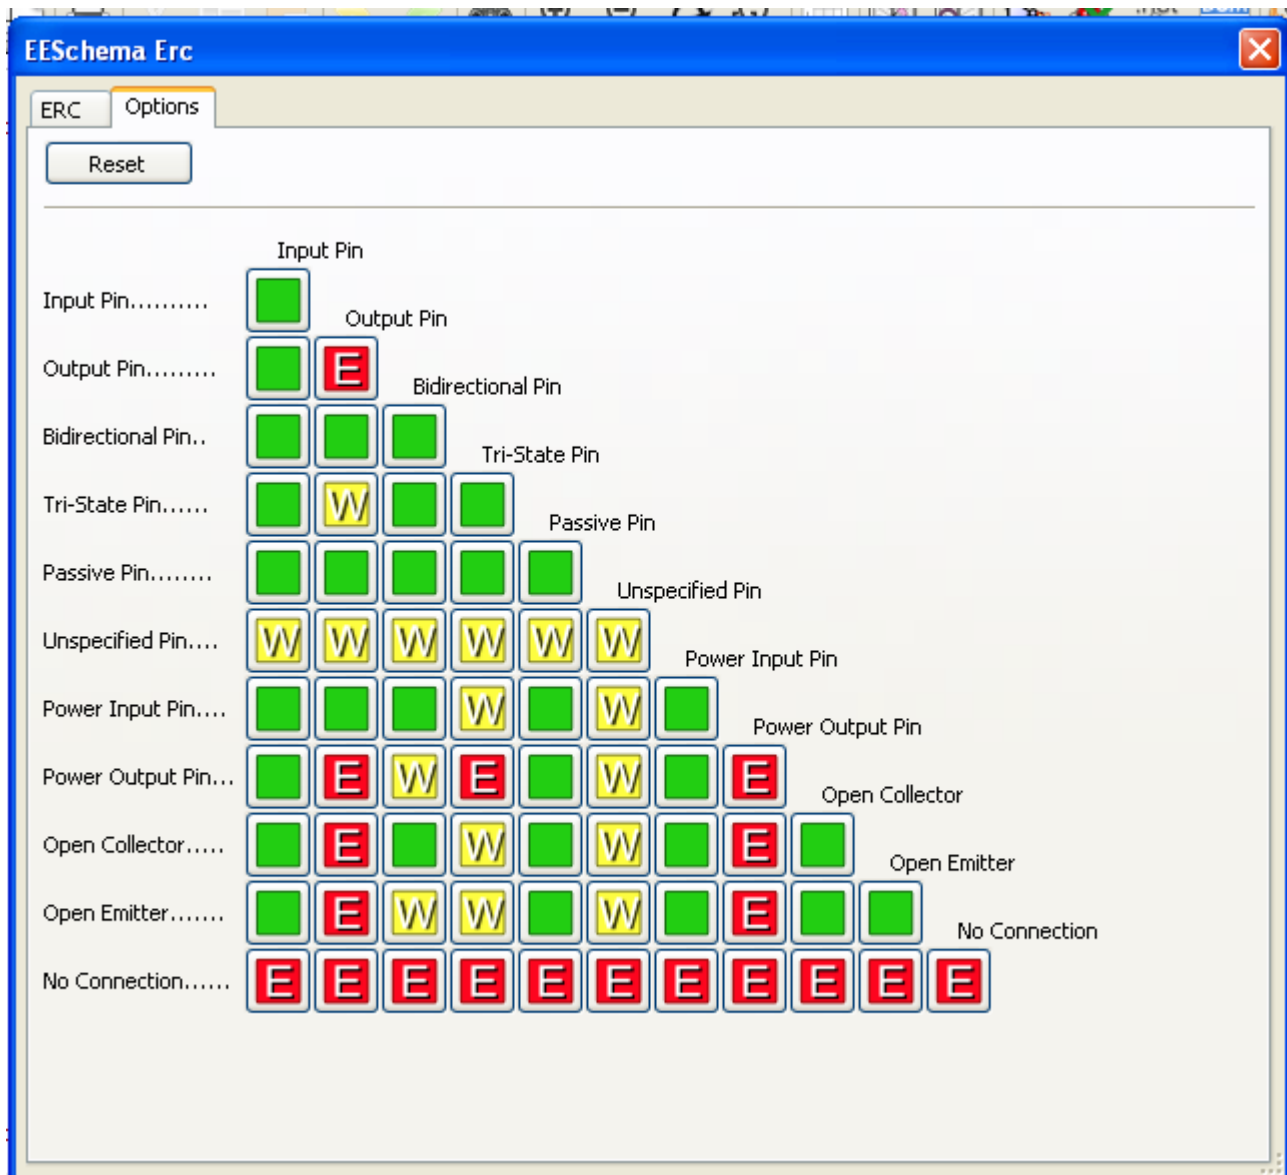 EESchema Erc
ERC Options
Reset
Input Pin
Input Pin..........
Output Pin
Output Pin.........
E
Bidirectional Pin
Bidirectional Pin..
Tri-State Pin
Tri-State Pin......
W
Passive Pin
Passive Pin........
Unspecified Pin
Unspecified Pin....
W W W W W W
Power Input Pin
Power Input Pin....
W W
Power Output Pin
Power Output Pin...
E W E W E
Open Collector
Open Collector.....
E W W E
Open Emitter
Open Emitter.......
E W W W E
No Connection
No Connection......
E E E E E E E E E E E